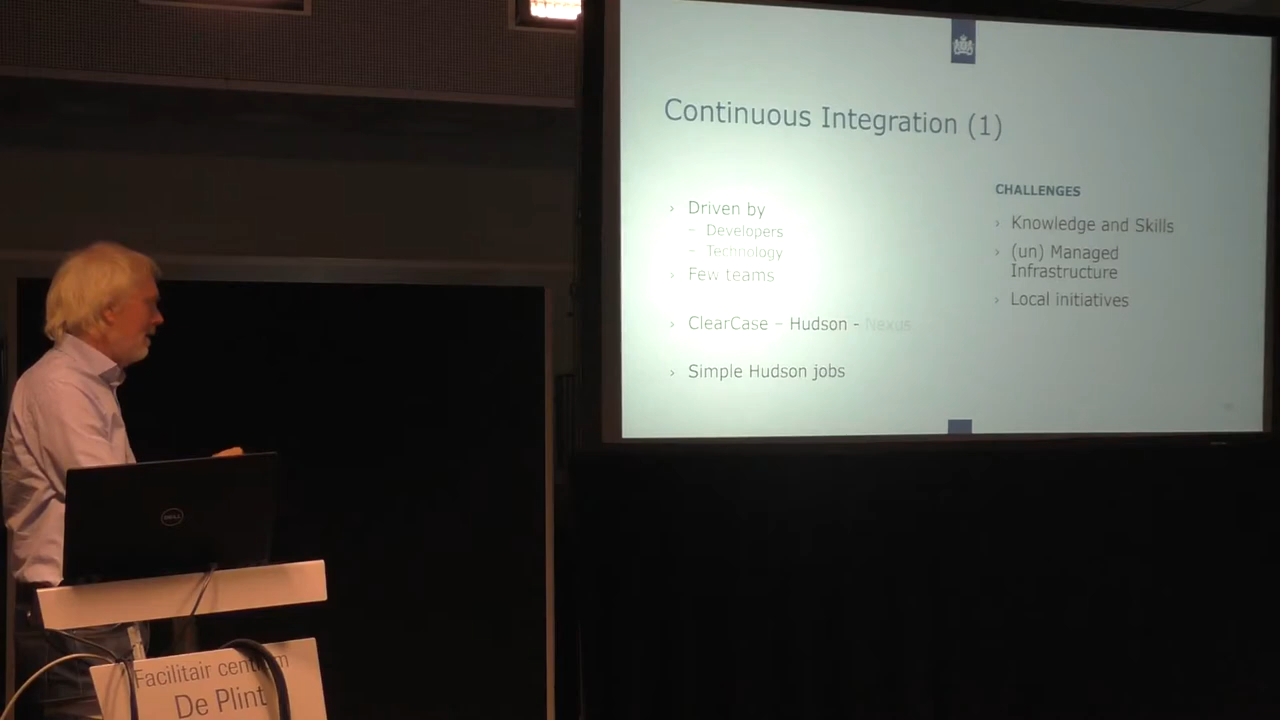 Continuous Integration (1)
› Driven by
– Developers
– Technology
› Few teams
› ClearCase – Hudson - Nexus
› Simple Hudson jobs
CHALLENGES
› Knowledge and Skills
› (un) Managed
Infrastructure
› Local initiatives
DELL
Facilitair centrum
De Plint